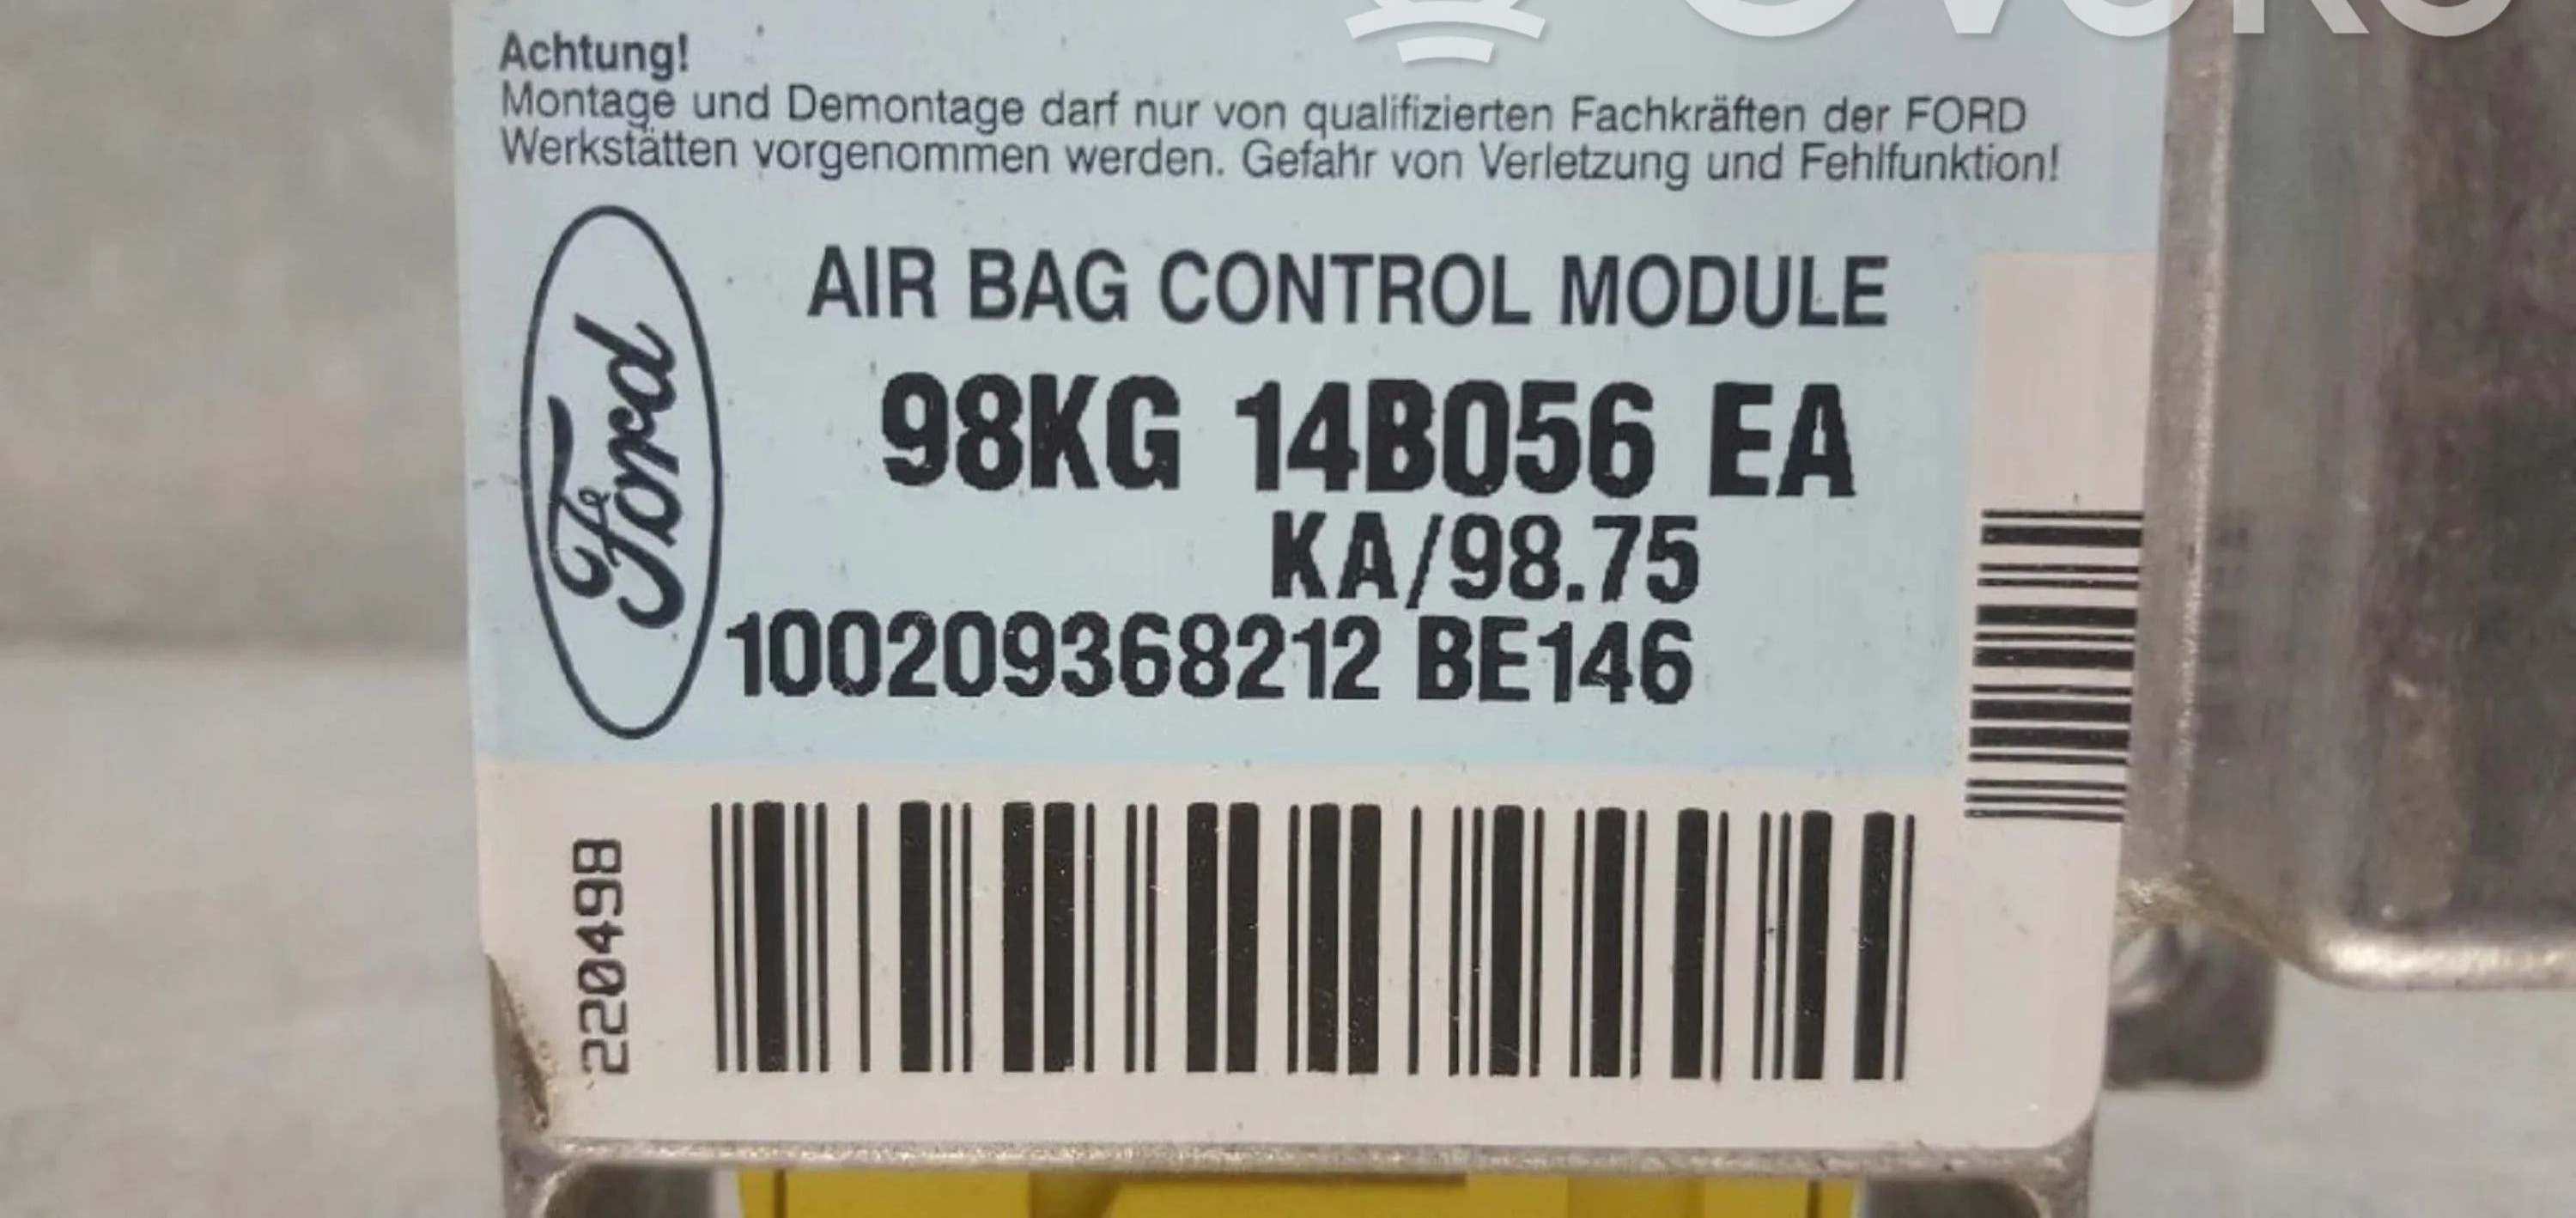 Achtung!
Montage und Demontage darf nur von qualifizierten Fachkräften der FORD
Werkstätten vorgenommen werden. Gefahr von Verletzung und Fehlfunktion!
Ford
AIR BAG CONTROL MODULE
98KG 14B056 EA
KA/98.75
100209368212 BE146
220498